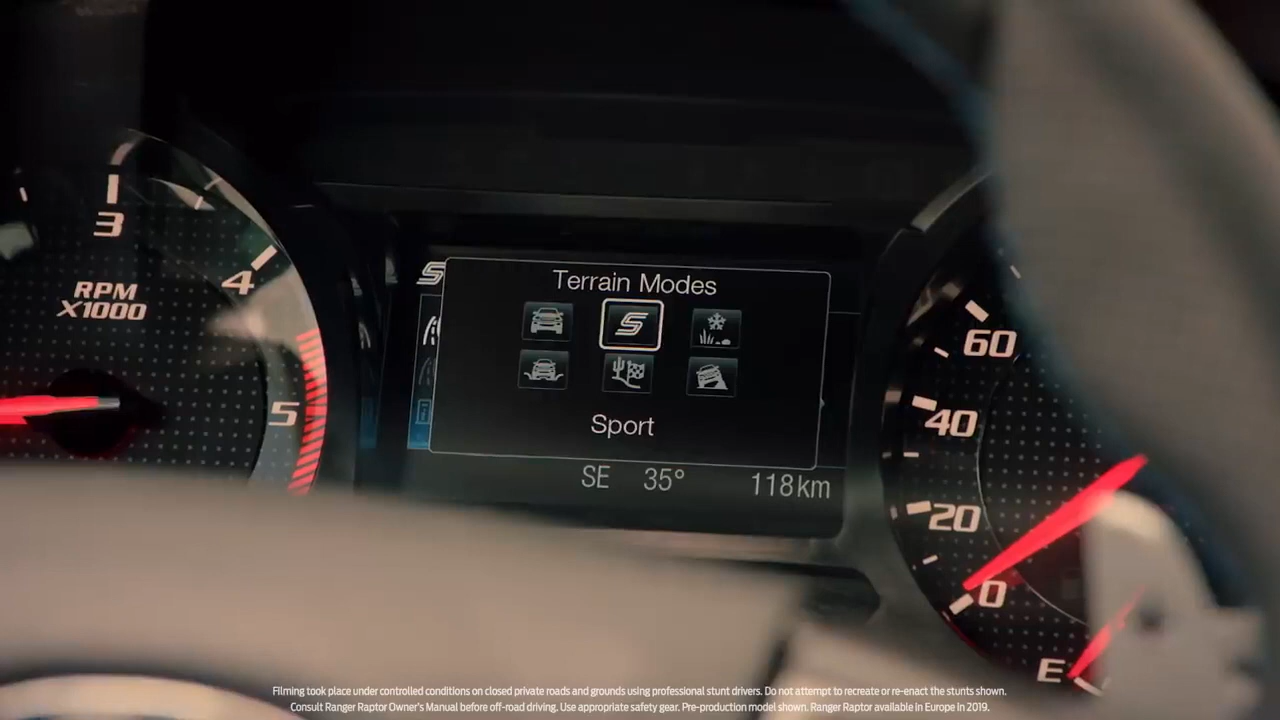 3
4
RPM
X1000
5
S
Terrain Modes
S
Sport
SE 35° 118km
60
40
20
0
E
Filming took place under controlled conditions on closed private roads and grounds using professional stunt drivers. Do not attempt to recreate or re-enact the stunts shown.
Consult Ranger Raptor Owner's Manual before off-road driving. Use appropriate safety gear. Pre-production model shown. Ranger Raptor available in Europe in 2019.